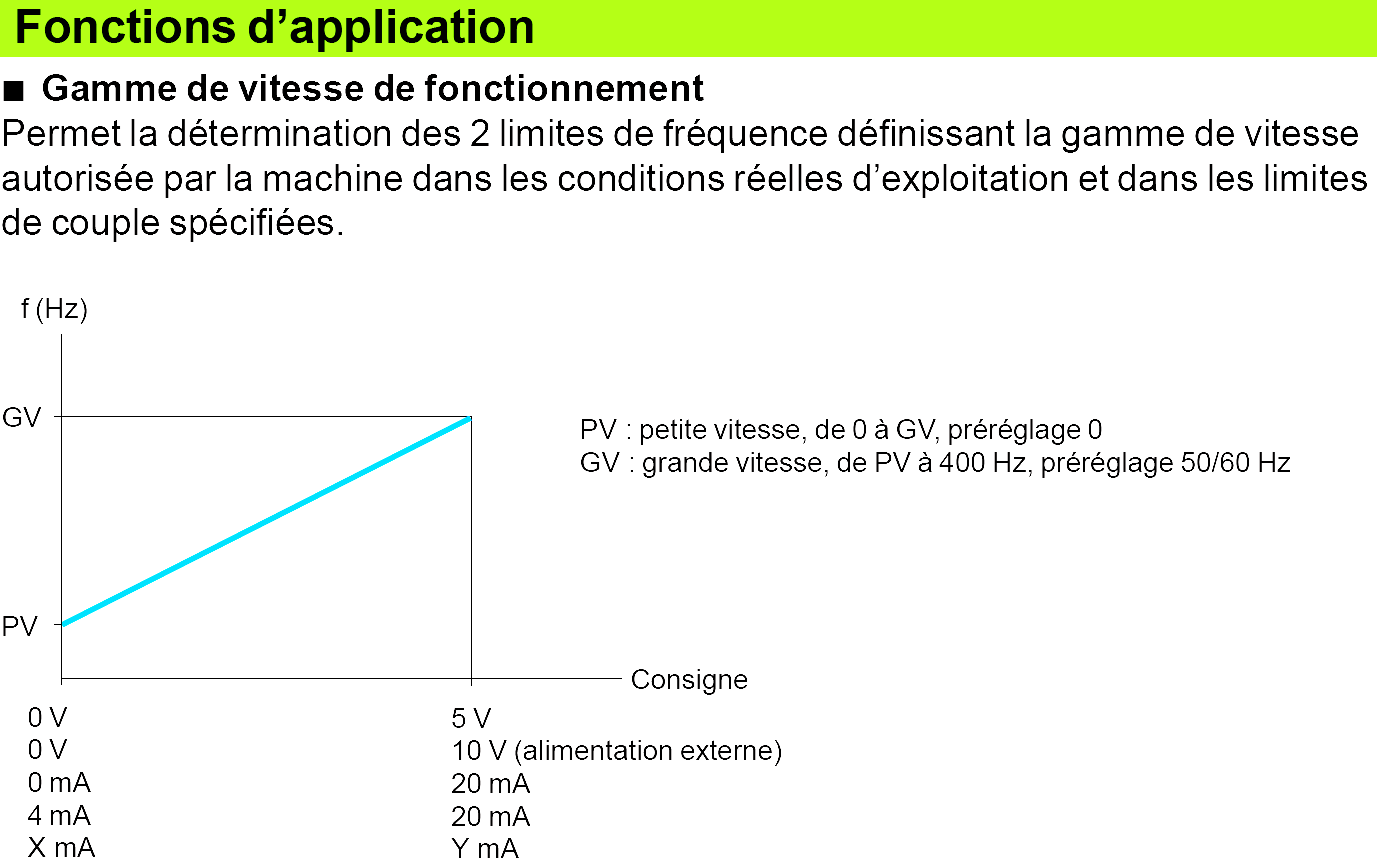 Fonctions d’application
■ Gamme de vitesse de fonctionnement
Permet la détermination des 2 limites de fréquence définissant la gamme de vitesse
autorisée par la machine dans les conditions réelles d’exploitation et dans les limites
de couple spécifiées.
f (Hz)
GV
PV : petite vitesse, de 0 à GV, préréglage 0
GV : grande vitesse, de PV à 400 Hz, préréglage 50/60 Hz
PV
Consigne
0 V 5 V
0 V 10 V (alimentation externe)
0 mA 20 mA
4 mA 20 mA
X mA Y mA